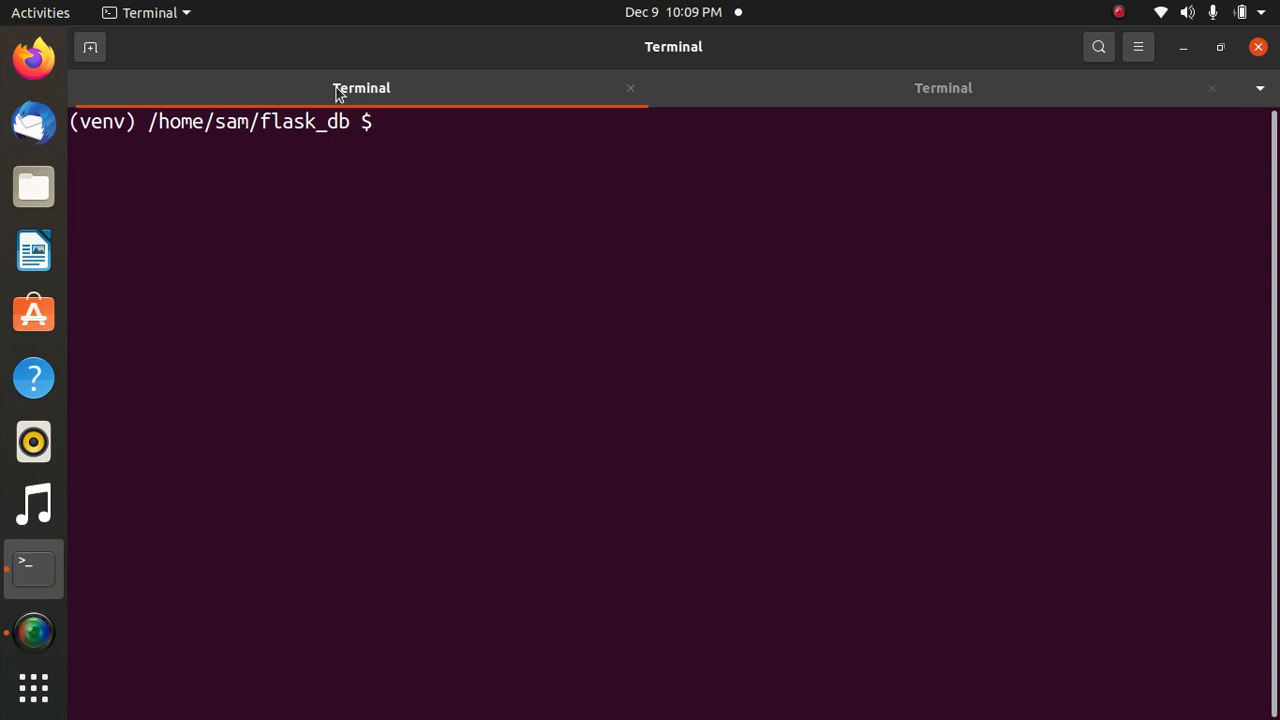 Activities
Terminal
Dec 9 10:09 PM
Terminal
Terminal
Terminal
(venv) /home/sam/flask_db $